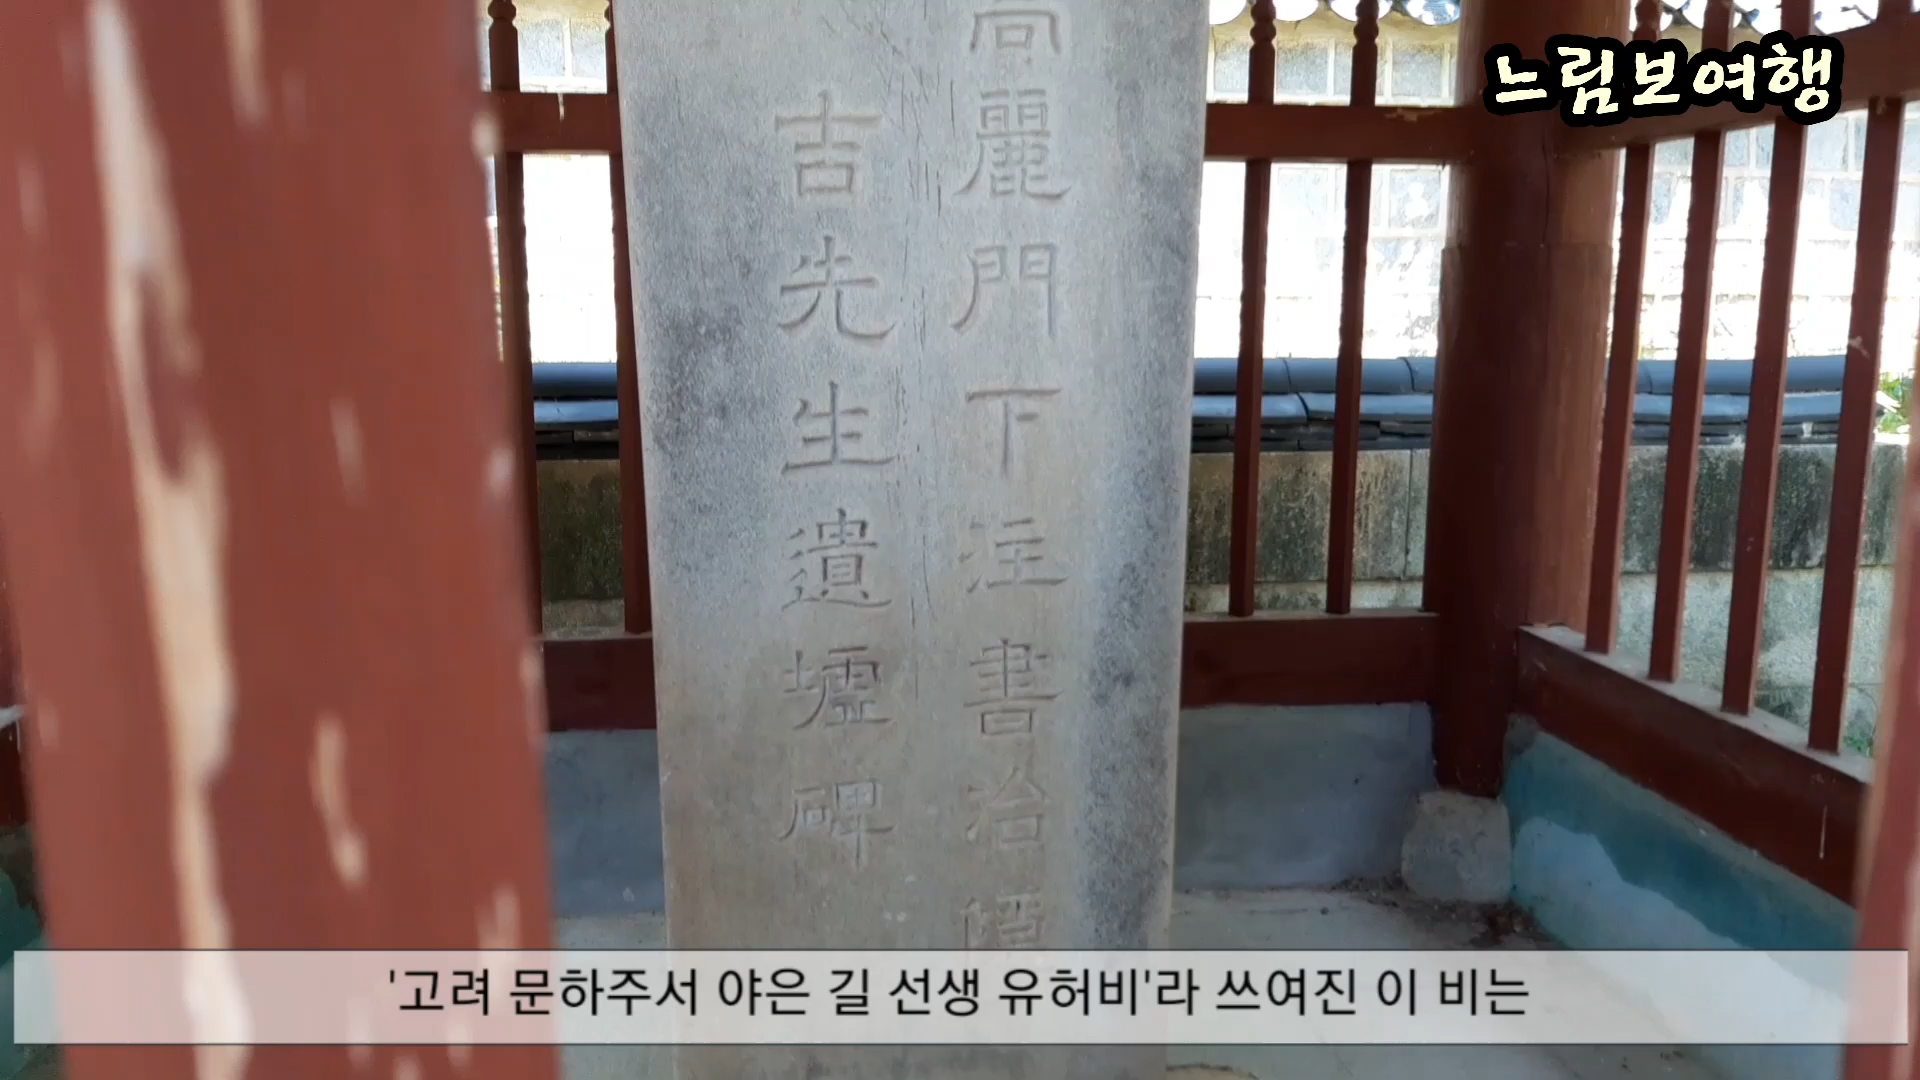 느림보여행
高麗門下注書冶隱
吉先生遺墟碑
'고려 문하주서 야은 길 선생 유허비'라 쓰여진 이 비는